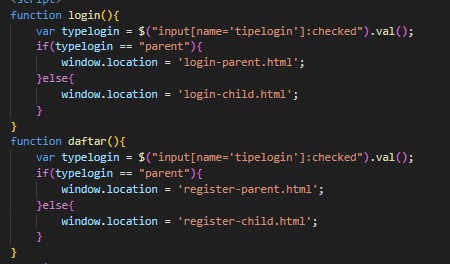 <script>
function login(){
var typelogin = $("input[name='tipelogin']:checked").val();
if(typelogin == "parent"){
window.location = 'login-parent.html';
}else{
window.location = 'login-child.html';
}
}
function daftar(){
var typelogin = $("input[name='tipelogin']:checked").val();
if(typelogin == "parent"){
window.location = 'register-parent.html';
}else{
window.location = 'register-child.html';
}
}